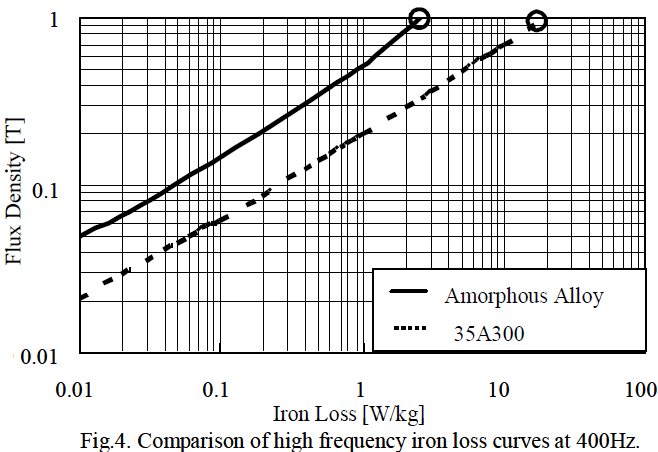 1
0.1
0.01
Flux Density [T]
Amorphous Alloy
35A300
0.01 0.1 1 10 100
Iron Loss [W/kg]
Fig.4. Comparison of high frequency iron loss curves at 400Hz.